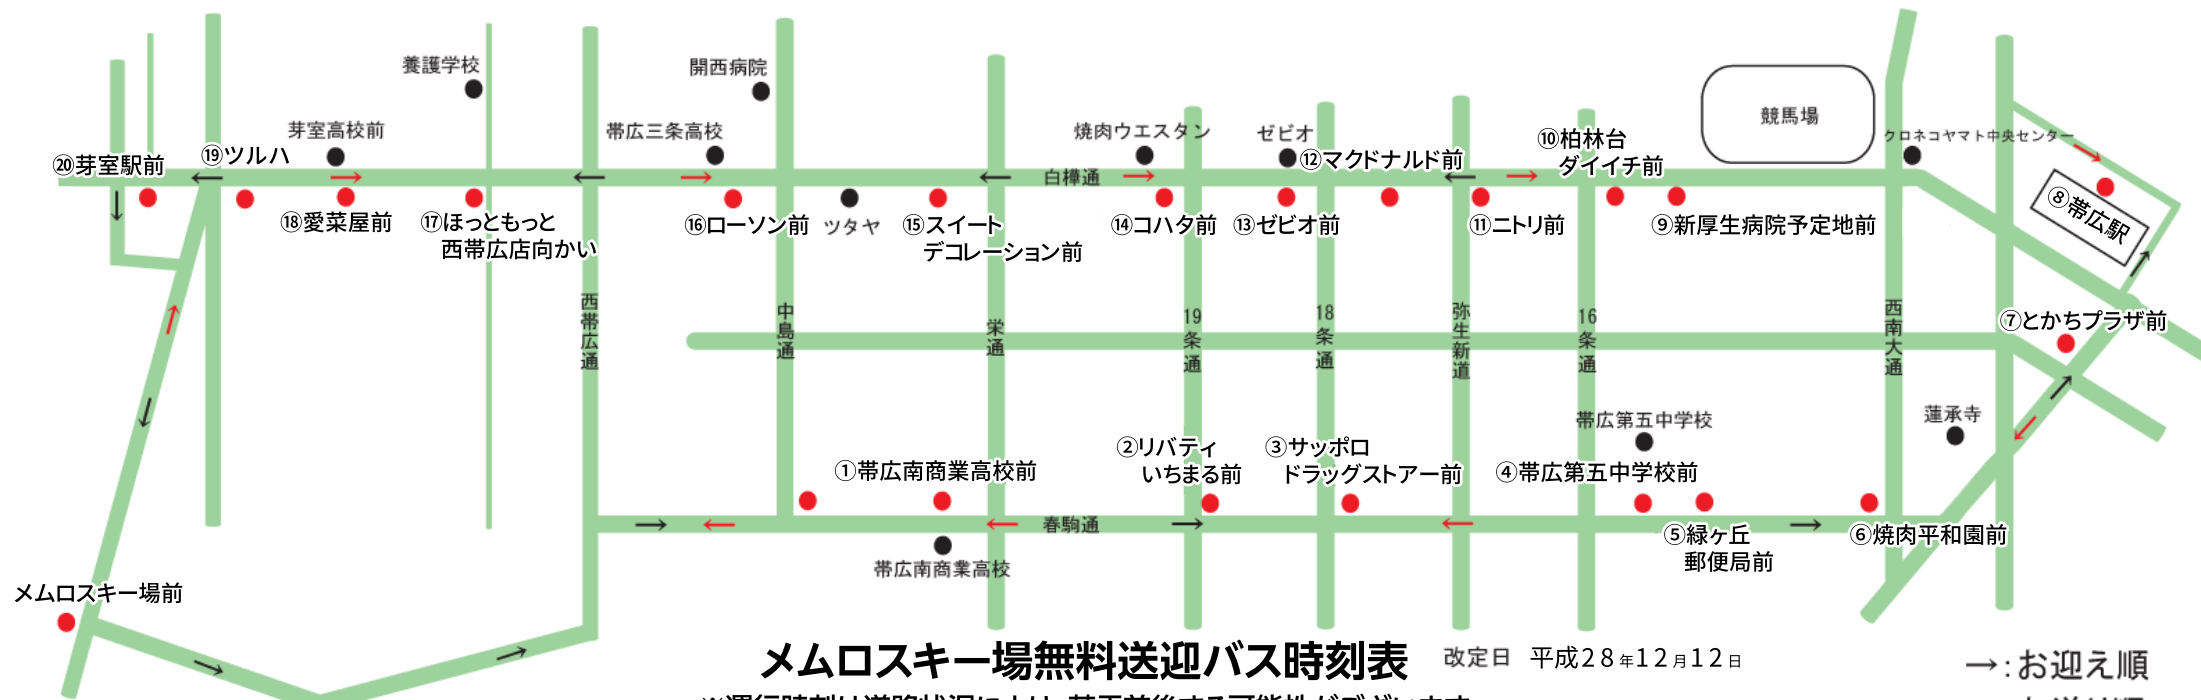 養護学校
開西病院
芽室高校前
帯広三条高校
焼肉ウエスタン
ゼビオ
競馬場
クロネコヤマト中央センター
⑳芽室駅前
⑲ツルハ
⑫マクドナルド前
⑩柏林台
ダイイチ前
白樺通
⑱愛菜屋前
⑰ほっともっと
西帯広店向かい
⑯ローソン前
ツタヤ
⑮スイート
デコレーション前
⑭コハタ前
⑬ゼビオ前
⑪ニトリ前
⑨新厚生病院予定地前
⑧帯広駅
西帯広通
中島通
栄通
19条通
18条通
弥生新道
16条通
西南大通
⑦とかちプラザ前
帯広第五中学校
蓮承寺
①帯広南商業高校前
②リバティ
いちまる前
③サッポロ
ドラッグストアー前
④帯広第五中学校前
春駒通
⑤緑ヶ丘
郵便局前
⑥焼肉平和園前
帯広南商業高校
メムロスキー場前
メムロスキー場無料送迎バス時刻表
改定日 平成28年12月12日
→:お迎え順